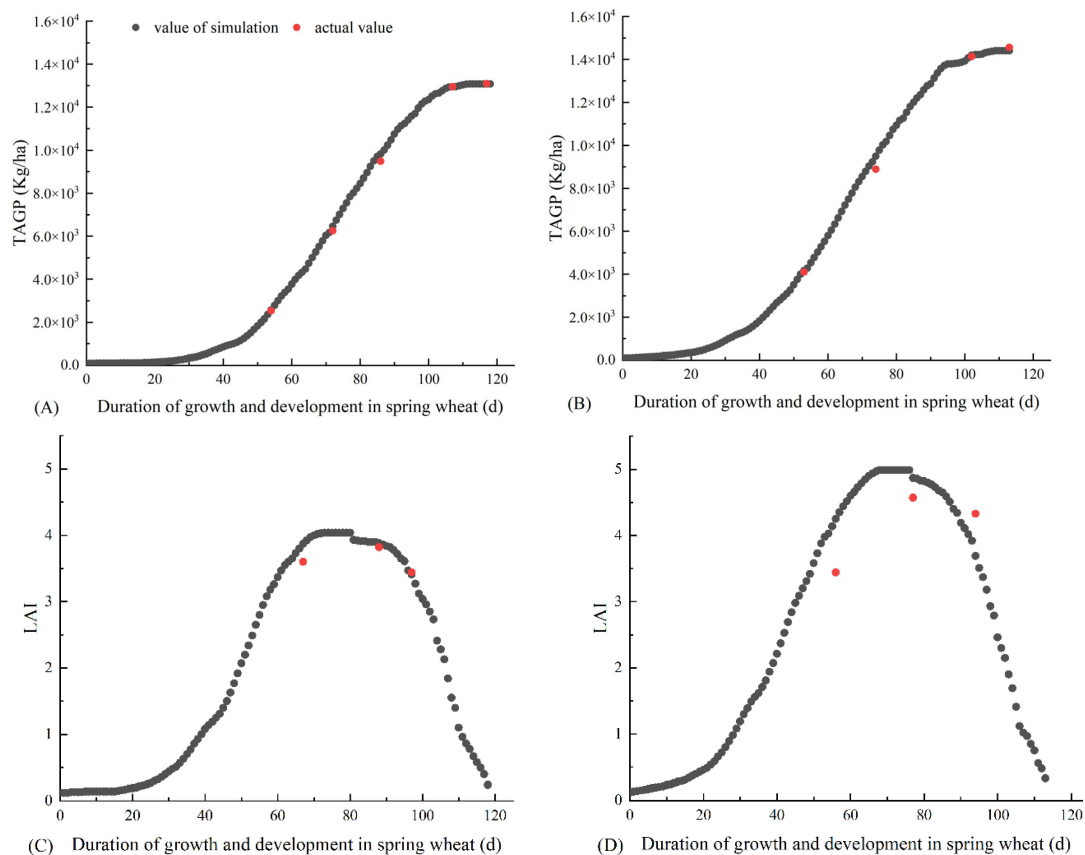 value of simulation
actual value
1.6×10⁴
1.4×10⁴
1.2×10⁴
1.0×10⁴
8.0×10³
6.0×10³
4.0×10³
2.0×10³
0.0
TAGP (Kg/ha)
0 20 40 60 80 100 120
(A) Duration of growth and development in spring wheat (d)
1.6×10⁴
1.4×10⁴
1.2×10⁴
1.0×10⁴
8.0×10³
6.0×10³
4.0×10³
2.0×10³
0.0
TAGP (Kg/ha)
0 20 40 60 80 100 120
(B) Duration of growth and development in spring wheat (d)
5
4
3
2
1
0
LAI
0 20 40 60 80 100 120
(C) Duration of growth and development in spring wheat (d)
5
4
3
2
1
0
LAI
0 20 40 60 80 100 120
(D) Duration of growth and development in spring wheat (d)